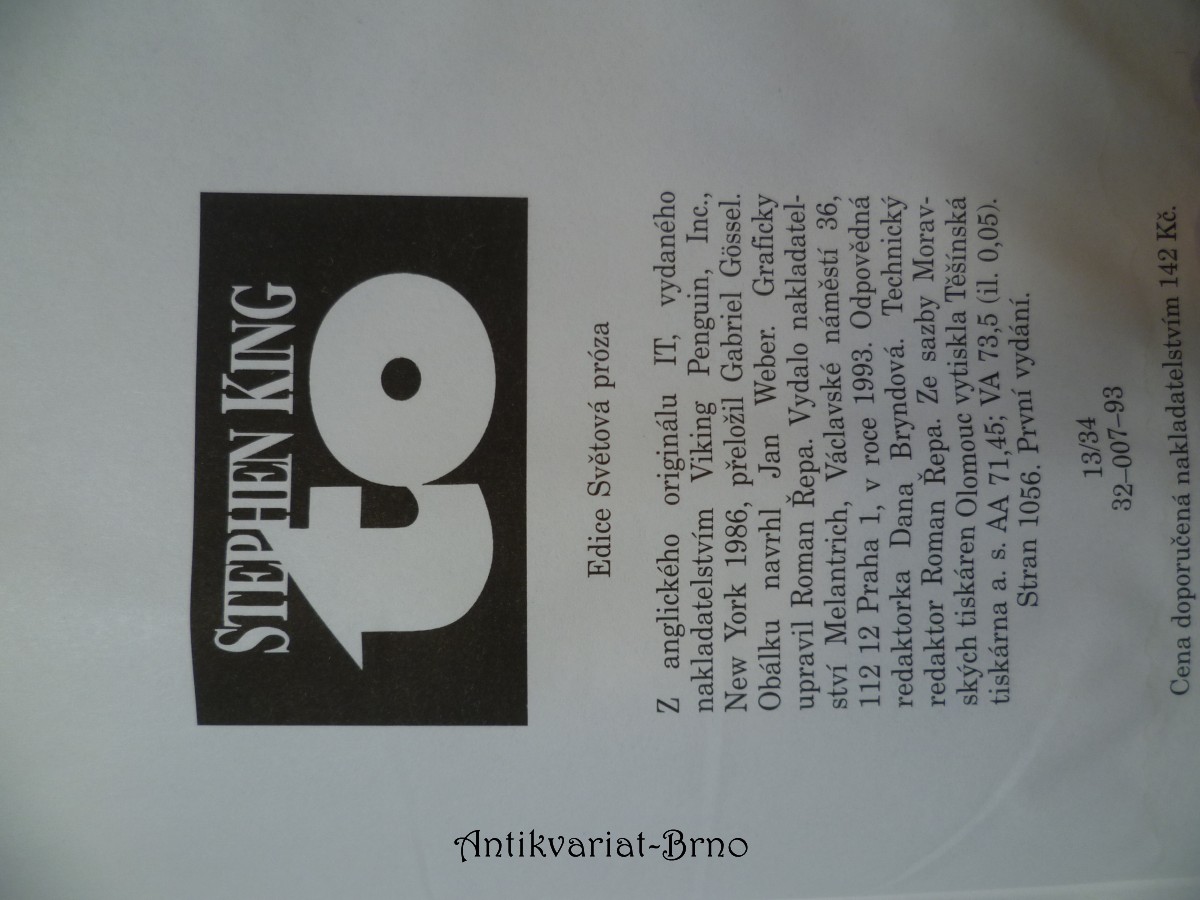 STEPHEN KING
to
Edice Světová próza
Z anglického originálu IT, vydaného
nakladatelstvím Viking Penguin, Inc.,
New York 1986, přeložil Gabriel Gössel.
Obálku navrhl Jan Weber. Graficky
upravil Roman Řepa. Vydalo nakladatel-
ství Melantrich, Václavské náměstí 36,
112 12 Praha 1, v roce 1993. Odpovědná
redaktorka Dana Bryndová. Technický
redaktor Roman Řepa. Ze sazby Morav-
ských tiskáren Olomouc vytiskla Těšínská
tiskárna a. s. AA 71,45; VA 73,5 (il. 0,05).
Stran 1056. První vydání.
13/34
32–007–93
Cena doporučená nakladatelstvím 142 Kč.
Antikvariat-Brno